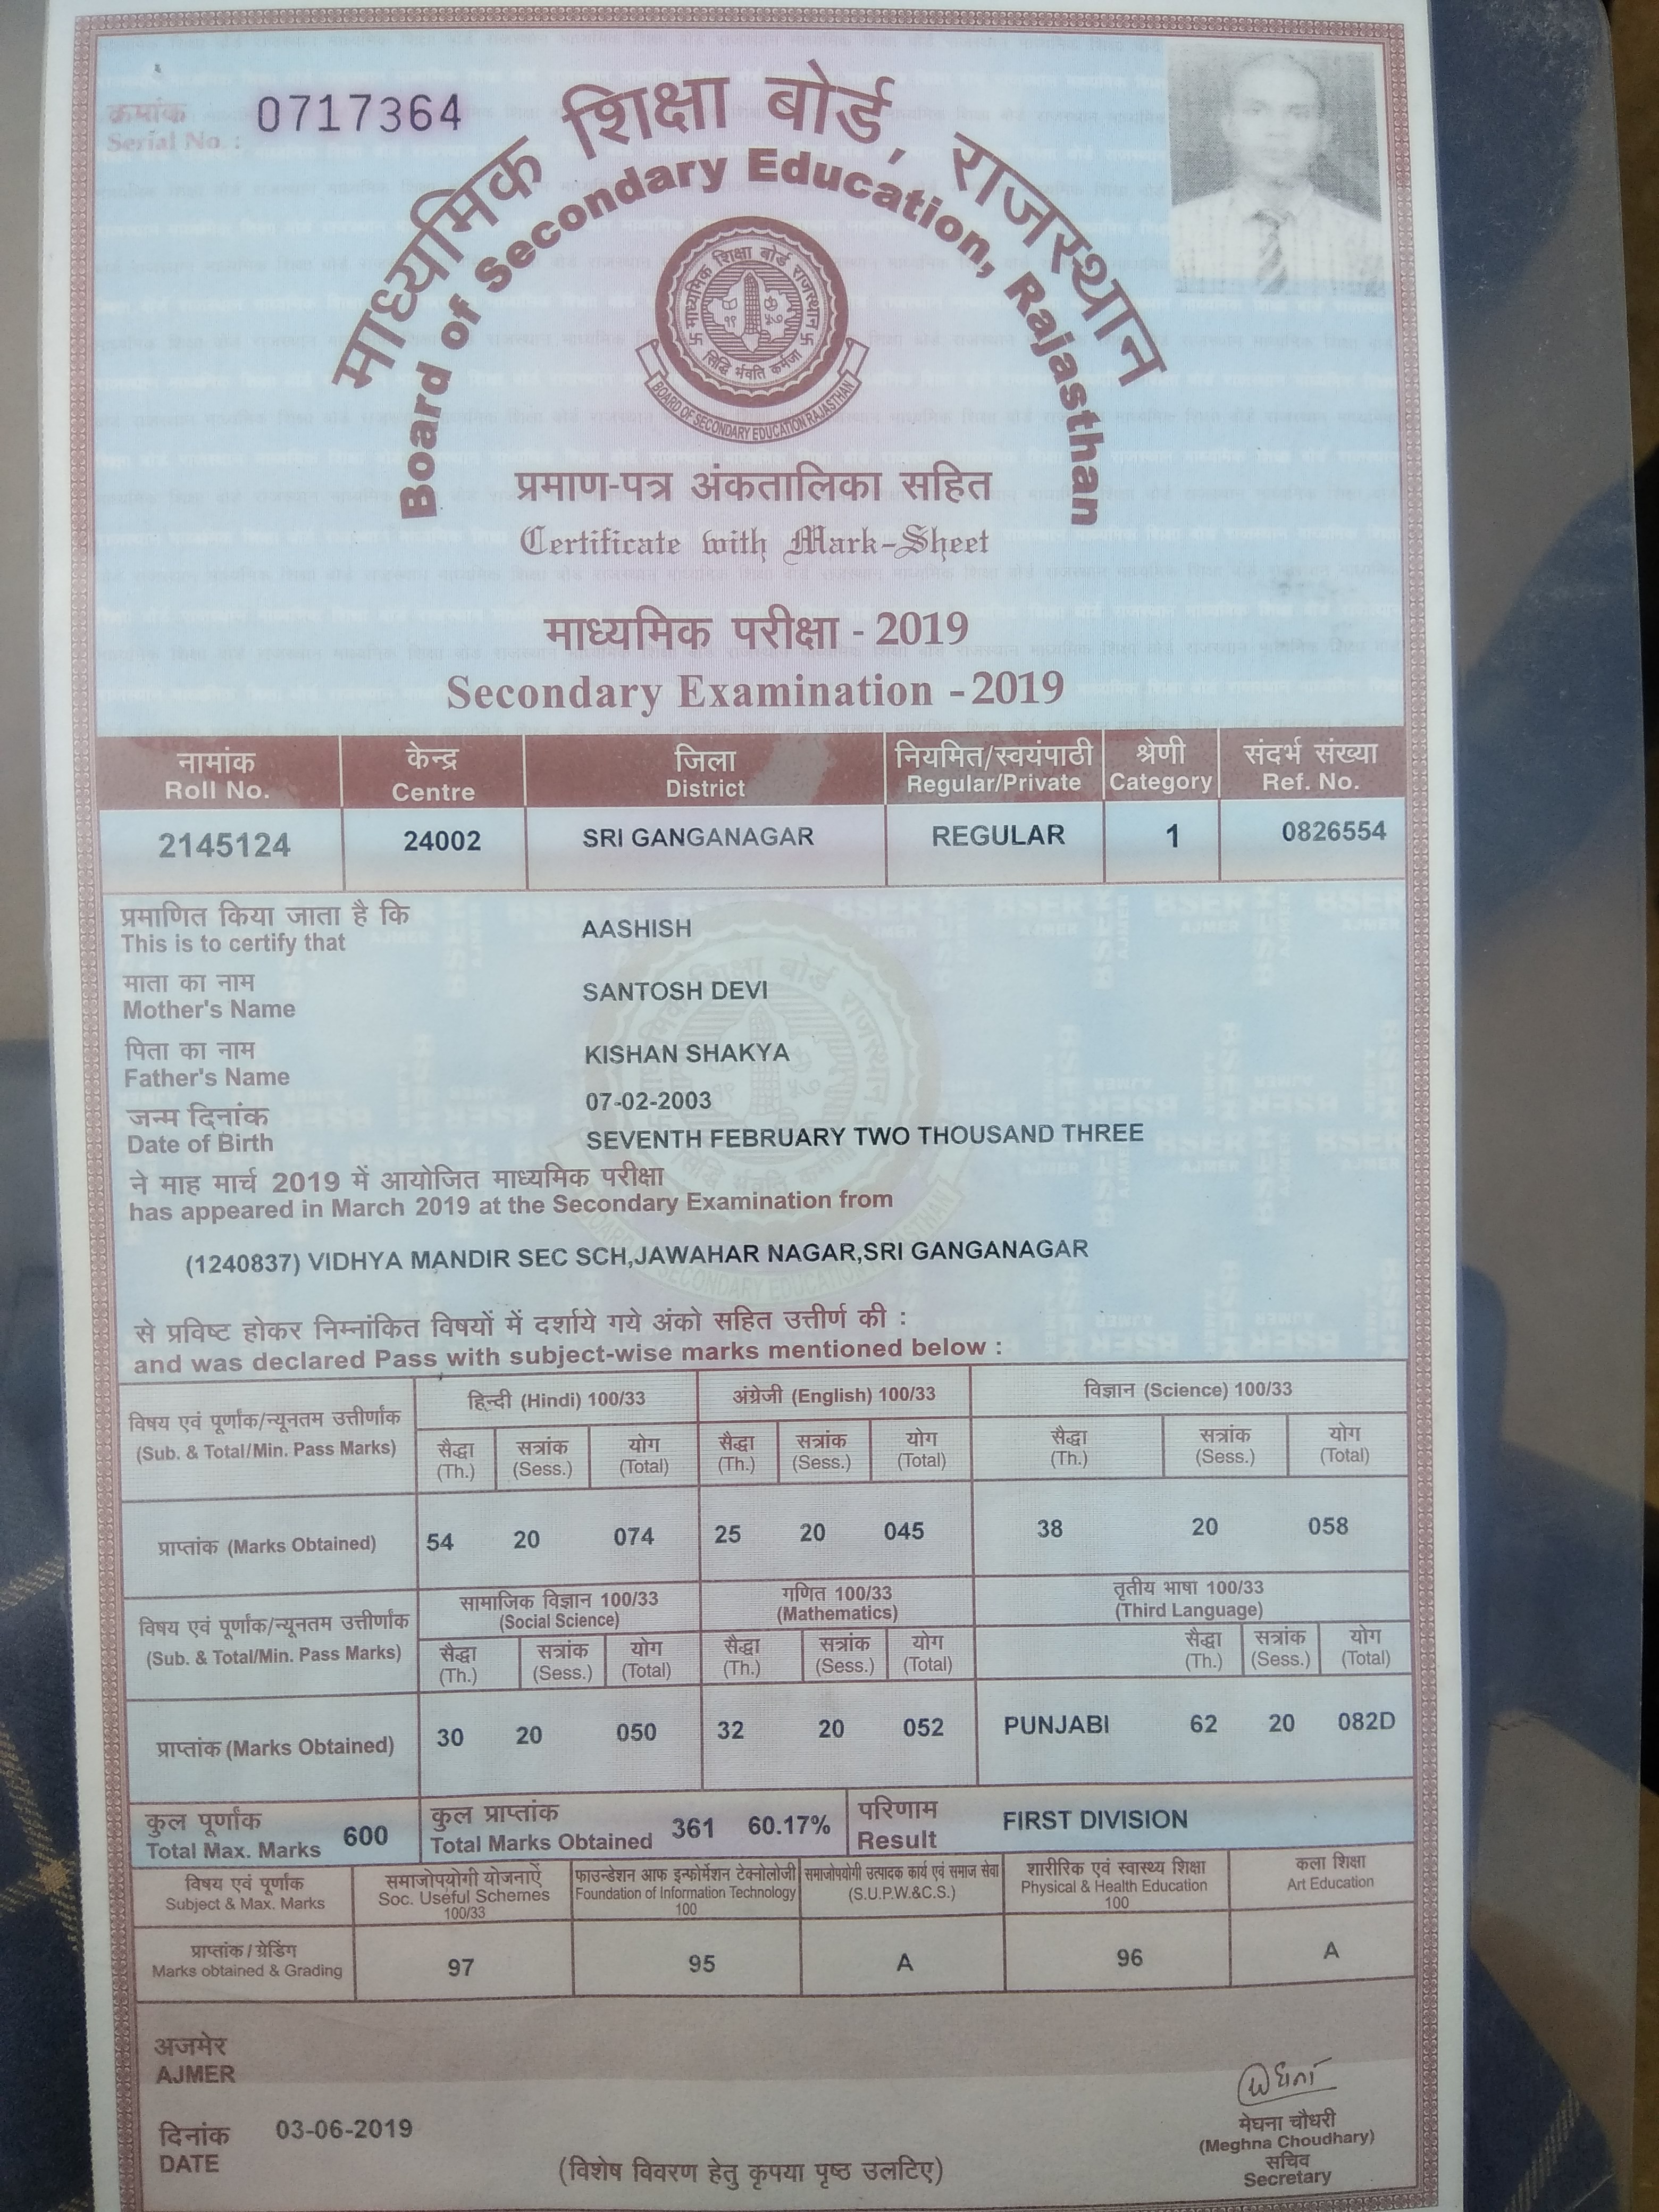 क्रमांक
Serial No. : 0717364
माध्यमिक शिक्षा बोर्ड, राजस्थान
Board of Secondary Education, Rajasthan
माध्यमिक शिक्षा बोर्ड राजस्थान
सिद्धि र्भवति कर्मजा
BOARD OF SECONDARY EDUCATION RAJASTHAN
प्रमाण-पत्र अंकतालिका सहित
Certificate with Mark-Sheet
माध्यमिक परीक्षा - 2019
Secondary Examination - 2019
नामांक केन्द्र जिला नियमित/स्वयंपाठी श्रेणी संदर्भ संख्या
Roll No. Centre District Regular/Private Category Ref. No.
2145124 24002 SRI GANGANAGAR REGULAR 1 0826554
प्रमाणित किया जाता है कि
This is to certify that AASHISH
माता का नाम
Mother's Name SANTOSH DEVI
पिता का नाम
Father's Name KISHAN SHAKYA
जन्म दिनांक 07-02-2003
Date of Birth SEVENTH FEBRUARY TWO THOUSAND THREE
ने माह मार्च 2019 में आयोजित माध्यमिक परीक्षा
has appeared in March 2019 at the Secondary Examination from
(1240837) VIDHYA MANDIR SEC SCH,JAWAHAR NAGAR,SRI GANGANAGAR
से प्रविष्ट होकर निम्नांकित विषयों में दर्शाये गये अंको सहित उत्तीर्ण की :
and was declared Pass with subject-wise marks mentioned below :
हिन्दी (Hindi) 100/33 अंग्रेजी (English) 100/33 विज्ञान (Science) 100/33
विषय एवं पूर्णांक/न्यूनतम उत्तीर्णांक
(Sub. & Total/Min. Pass Marks)
सैद्धा सत्रांक योग सैद्धा सत्रांक योग सैद्धा सत्रांक योग
(Th.) (Sess.) (Total) (Th.) (Sess.) (Total) (Th.) (Sess.) (Total)
प्राप्तांक (Marks Obtained) 54 20 074 25 20 045 38 20 058
सामाजिक विज्ञान 100/33 गणित 100/33 तृतीय भाषा 100/33
(Social Science) (Mathematics) (Third Language)
विषय एवं पूर्णांक/न्यूनतम उत्तीर्णांक
(Sub. & Total/Min. Pass Marks)
सैद्धा सत्रांक योग सैद्धा सत्रांक योग सैद्धा सत्रांक योग
(Th.) (Sess.) (Total) (Th.) (Sess.) (Total) (Th.) (Sess.) (Total)
प्राप्तांक (Marks Obtained) 30 20 050 32 20 052 PUNJABI 62 20 082D
कुल पूर्णांक कुल प्राप्तांक परिणाम
Total Max. Marks 600 Total Marks Obtained 361 60.17% Result FIRST DIVISION
विषय एवं पूर्णांक समाजोपयोगी योजनाऐं फाउन्डेशन आफ इन्फोर्मेशन टेक्नोलोजी समाजोपयोगी उत्पादक कार्य एवं समाज सेवा शारीरिक एवं स्वास्थ्य शिक्षा कला शिक्षा
Subject & Max. Marks Soc. Useful Schemes Foundation of Information Technology (S.U.P.W.&C.S.) Physical & Health Education Art Education
100/33 100 100
प्राप्तांक / ग्रेडिंग
Marks obtained & Grading 97 95 A 96 A
अजमेर
AJMER
दिनांक 03-06-2019
DATE
मेघना चौधरी
(Meghna Choudhary)
सचिव
Secretary
(विशेष विवरण हेतु कृपया पृष्ठ उलटिए)